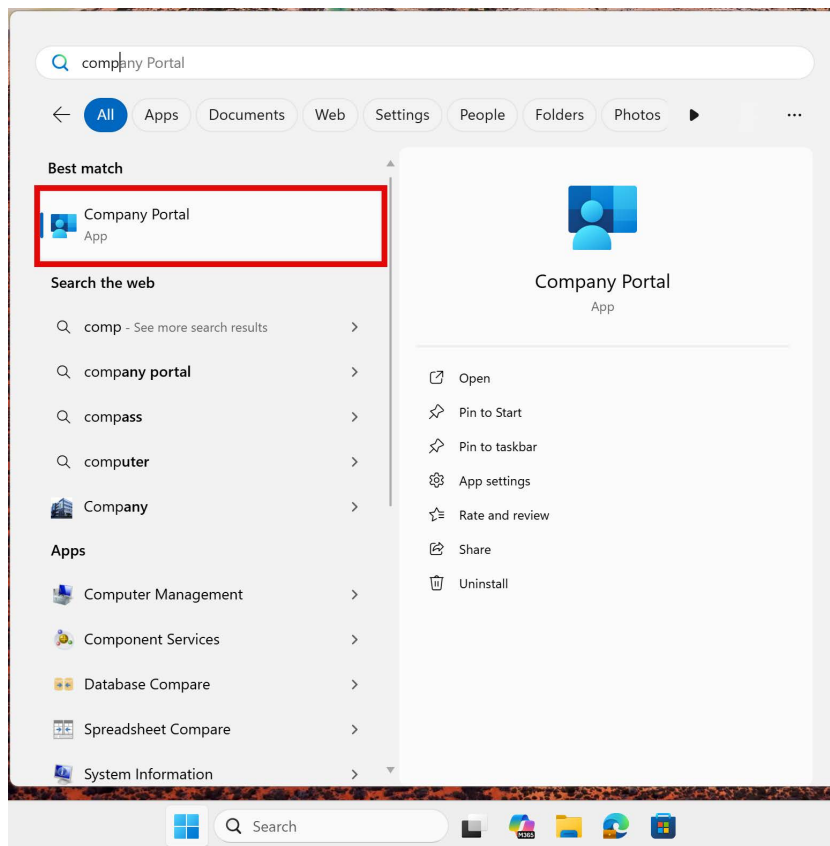 company Portal
All Apps Documents Web Settings People Folders Photos ...
Best match
Company Portal
App
Search the web
comp - See more search results
company portal
compass
computer
Company
Apps
Computer Management
Component Services
Database Compare
Spreadsheet Compare
System Information
Company Portal
App
Open
Pin to Start
Pin to taskbar
App settings
Rate and review
Share
Uninstall
Search
M365